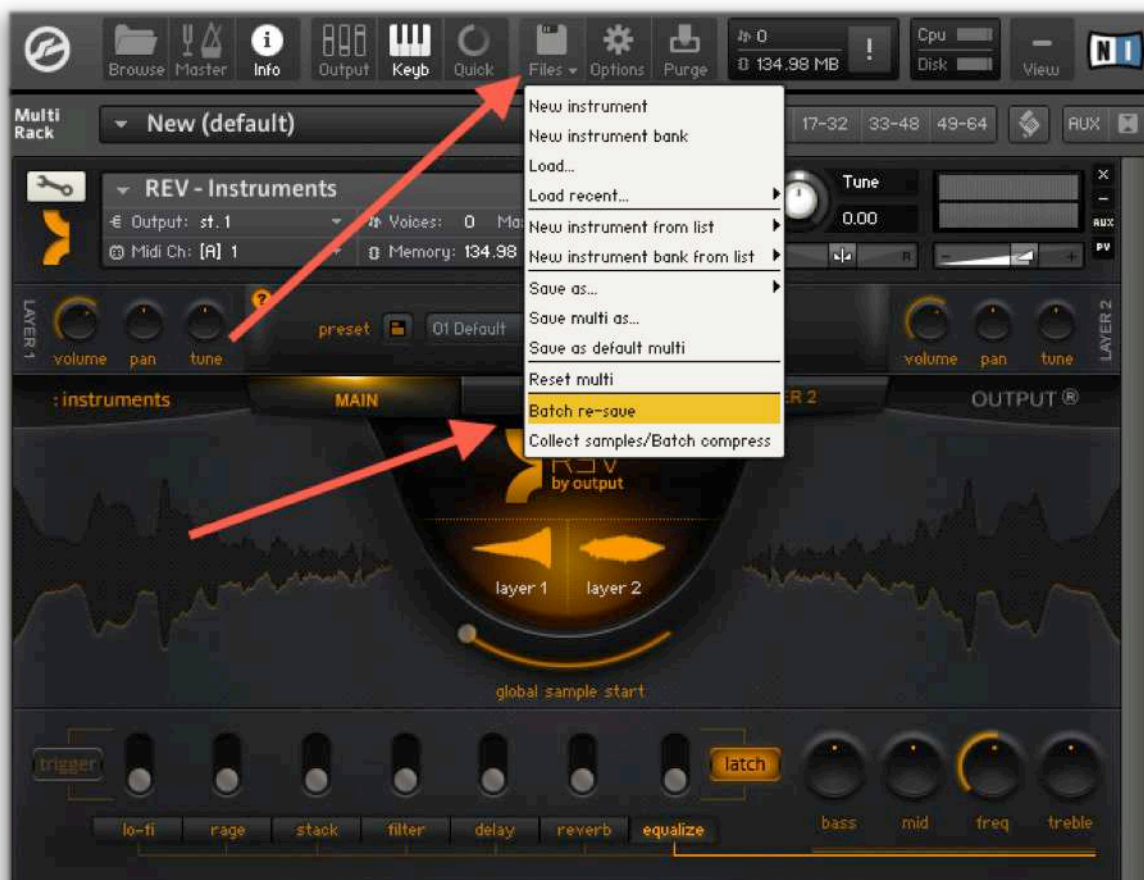 Browse Master Info Output Keyb Quick Files Options Purge
0
134.98 MB
!
Cpu
Disk
View
NI
Multi
Rack
New (default)
17-32 33-48 49-64 AUX
New instrument
New instrument bank
Load...
Load recent...
New instrument from list
New instrument bank from list
Save as...
Save multi as...
Save as default multi
Reset multi
Batch re-save
Collect samples/Batch compress
REV - Instruments
Output: st. 1 Voices: 0
Midi Ch: [A] 1 Memory: 134.98
Tune
0.00
R
×
-
AUX
PV
LAYER 1
volume pan tune
?
preset 01 Default
volume pan tune
LAYER 2
: instruments MAIN R 2 OUTPUT ®
REV
by output
layer 1 layer 2
global sample start
trigger latch
lo-fi rage stack filter delay reverb equalize
bass mid freq treble